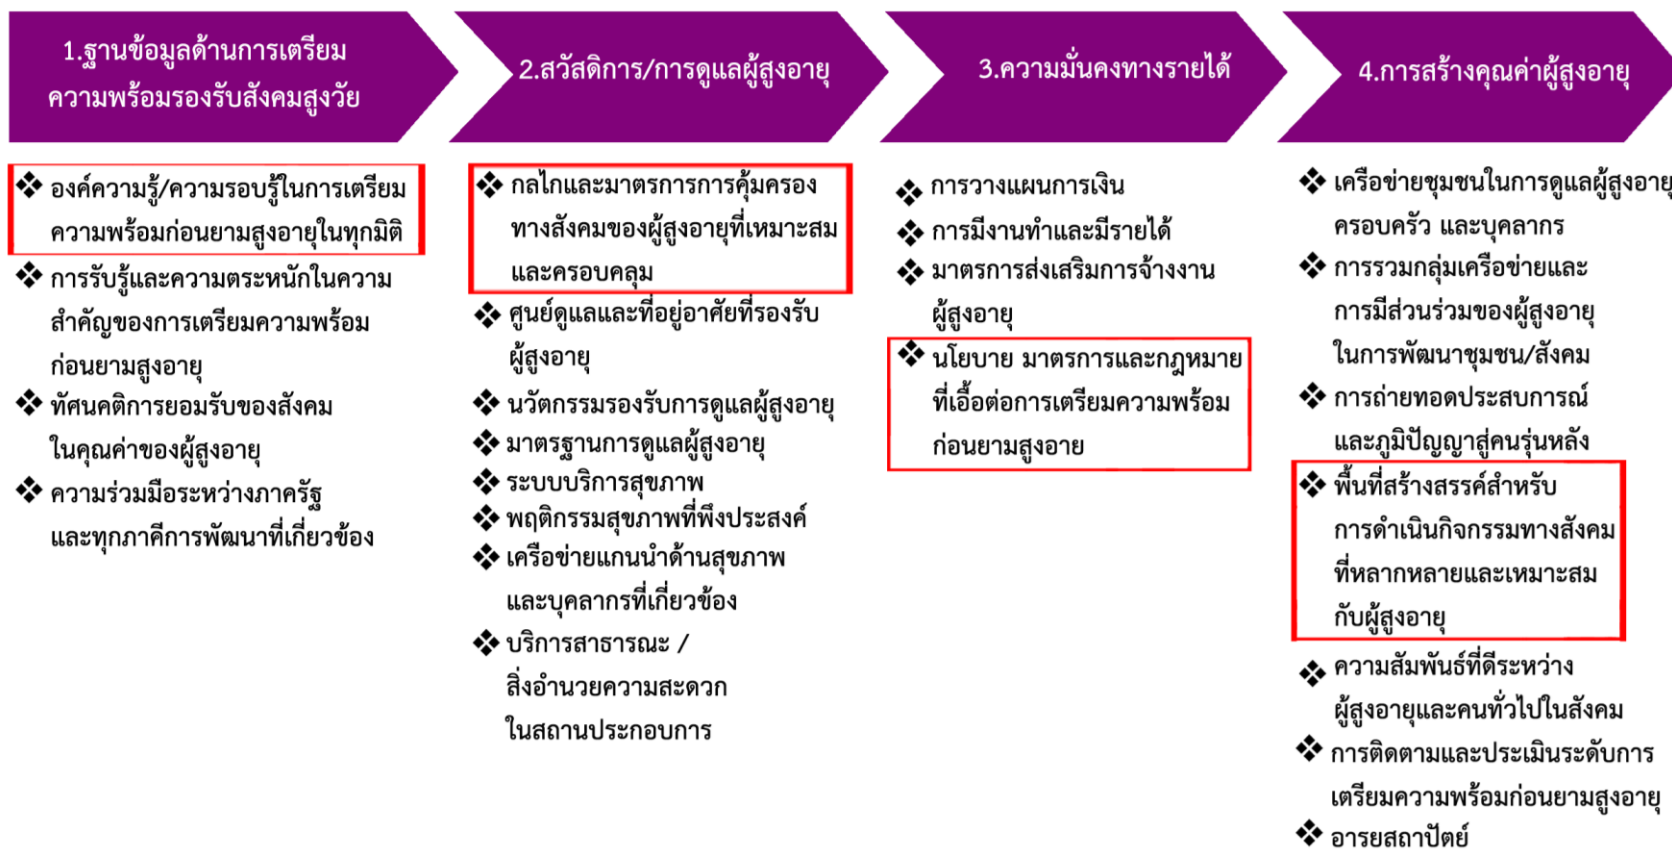 1.ฐานข้อมูลด้านการเตรียม
ความพร้อมรองรับสังคมสูงวัย
❖ องค์ความรู้/ความรอบรู้ในการเตรียม
ความพร้อมก่อนยามสูงอายุในทุกมิติ
❖ การรับรู้และความตระหนักในความ
สำคัญของการเตรียมความพร้อม
ก่อนยามสูงอายุ
❖ ทัศนคติการยอมรับของสังคม
ในคุณค่าของผู้สูงอายุ
❖ ความร่วมมือระหว่างภาครัฐ
และทุกภาคีการพัฒนาที่เกี่ยวข้อง
2.สวัสดิการ/การดูแลผู้สูงอายุ
❖ กลไกและมาตรการการคุ้มครอง
ทางสังคมของผู้สูงอายุที่เหมาะสม
และครอบคลุม
❖ ศูนย์ดูแลและที่อยู่อาศัยที่รองรับ
ผู้สูงอายุ
❖ นวัตกรรมรองรับการดูแลผู้สูงอายุ
❖ มาตรฐานการดูแลผู้สูงอายุ
❖ ระบบบริการสุขภาพ
❖ พฤติกรรมสุขภาพที่พึงประสงค์
❖ เครือข่ายแกนนำด้านสุขภาพ
และบุคลากรที่เกี่ยวข้อง
❖ บริการสาธารณะ /
สิ่งอำนวยความสะดวก
ในสถานประกอบการ
3.ความมั่นคงทางรายได้
❖ การวางแผนการเงิน
❖ การมีงานทำและมีรายได้
❖ มาตรการส่งเสริมการจ้างงาน
ผู้สูงอายุ
❖ นโยบาย มาตรการและกฎหมาย
ที่เอื้อต่อการเตรียมความพร้อม
ก่อนยามสูงอาย
4.การสร้างคุณค่าผู้สูงอายุ
❖ เครือข่ายชุมชนในการดูแลผู้สูงอายุ
ครอบครัว และบุคลากร
❖ การรวมกลุ่มเครือข่ายและ
การมีส่วนร่วมของผู้สูงอายุ
ในการพัฒนาชุมชน/สังคม
❖ การถ่ายทอดประสบการณ์
และภูมิปัญญาสู่คนรุ่นหลัง
❖ พื้นที่สร้างสรรค์สำหรับ
การดำเนินกิจกรรมทางสังคม
ที่หลากหลายและเหมาะสม
กับผู้สูงอายุ
❖ ความสัมพันธ์ที่ดีระหว่าง
ผู้สูงอายุและคนทั่วไปในสังคม
❖ การติดตามและประเมินระดับการ
เตรียมความพร้อมก่อนยามสูงอายุ
❖ อารยสถาปัตย์